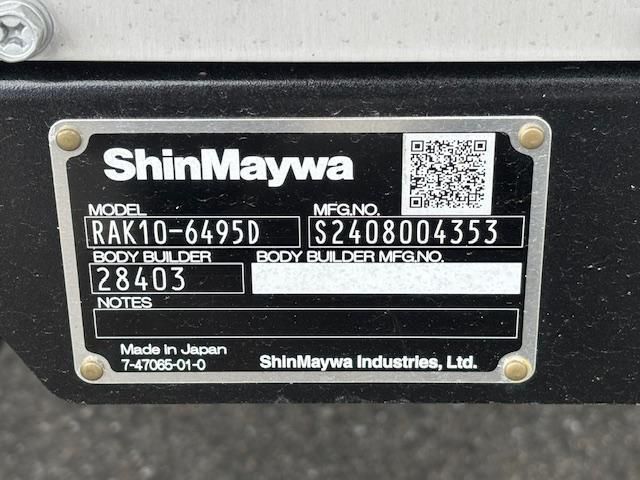 ShinMaywa
MODEL MFG.NO.
RAK10-6495D S2408004353
BODY BUILDER BODY BUILDER MFG.NO.
28403
NOTES
Made in Japan
7-47065-01-0 ShinMaywa Industries, Ltd.